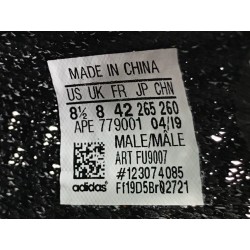 MADE IN CHINA
US UK FR JP CHN
8½ 8 42 265 260
APE 779001 04/19
MALE/MÂLE
ART FU9007
#123074085
adidas F119D5Br02721